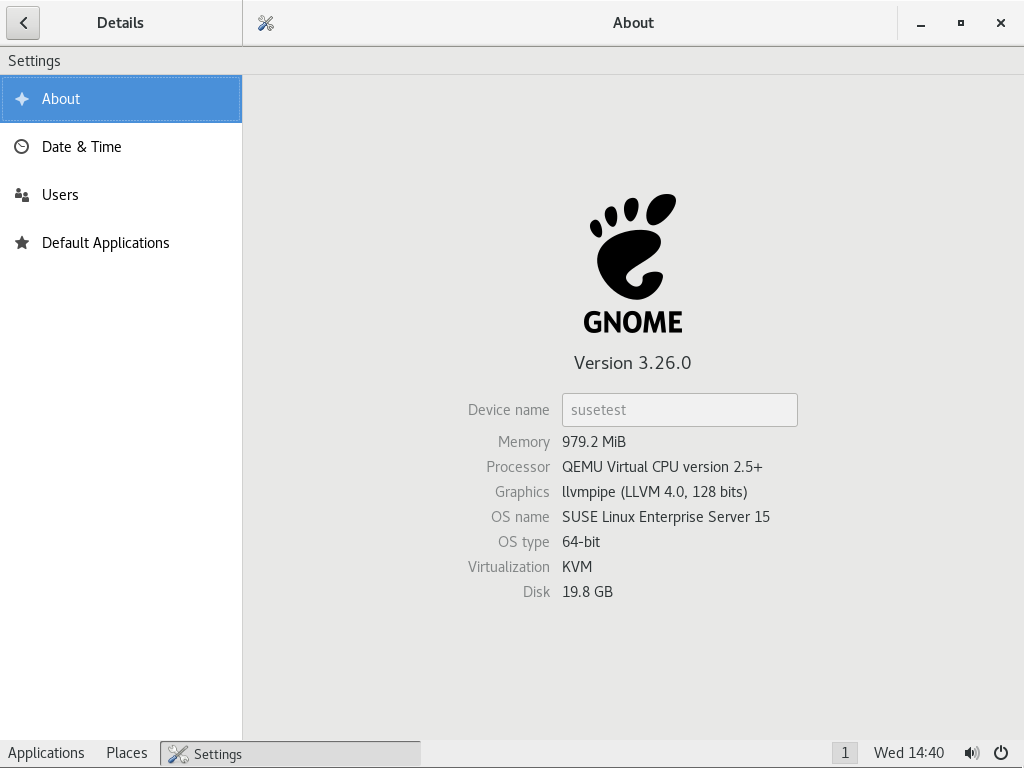 Details
About
Settings
About
Date & Time
Users
Default Applications
GNOME
Version 3.26.0
Device name susetest
Memory 979.2 MiB
Processor QEMU Virtual CPU version 2.5+
Graphics llvmpipe (LLVM 4.0, 128 bits)
OS name SUSE Linux Enterprise Server 15
OS type 64-bit
Virtualization KVM
Disk 19.8 GB
Applications Places Settings 1 Wed 14:40